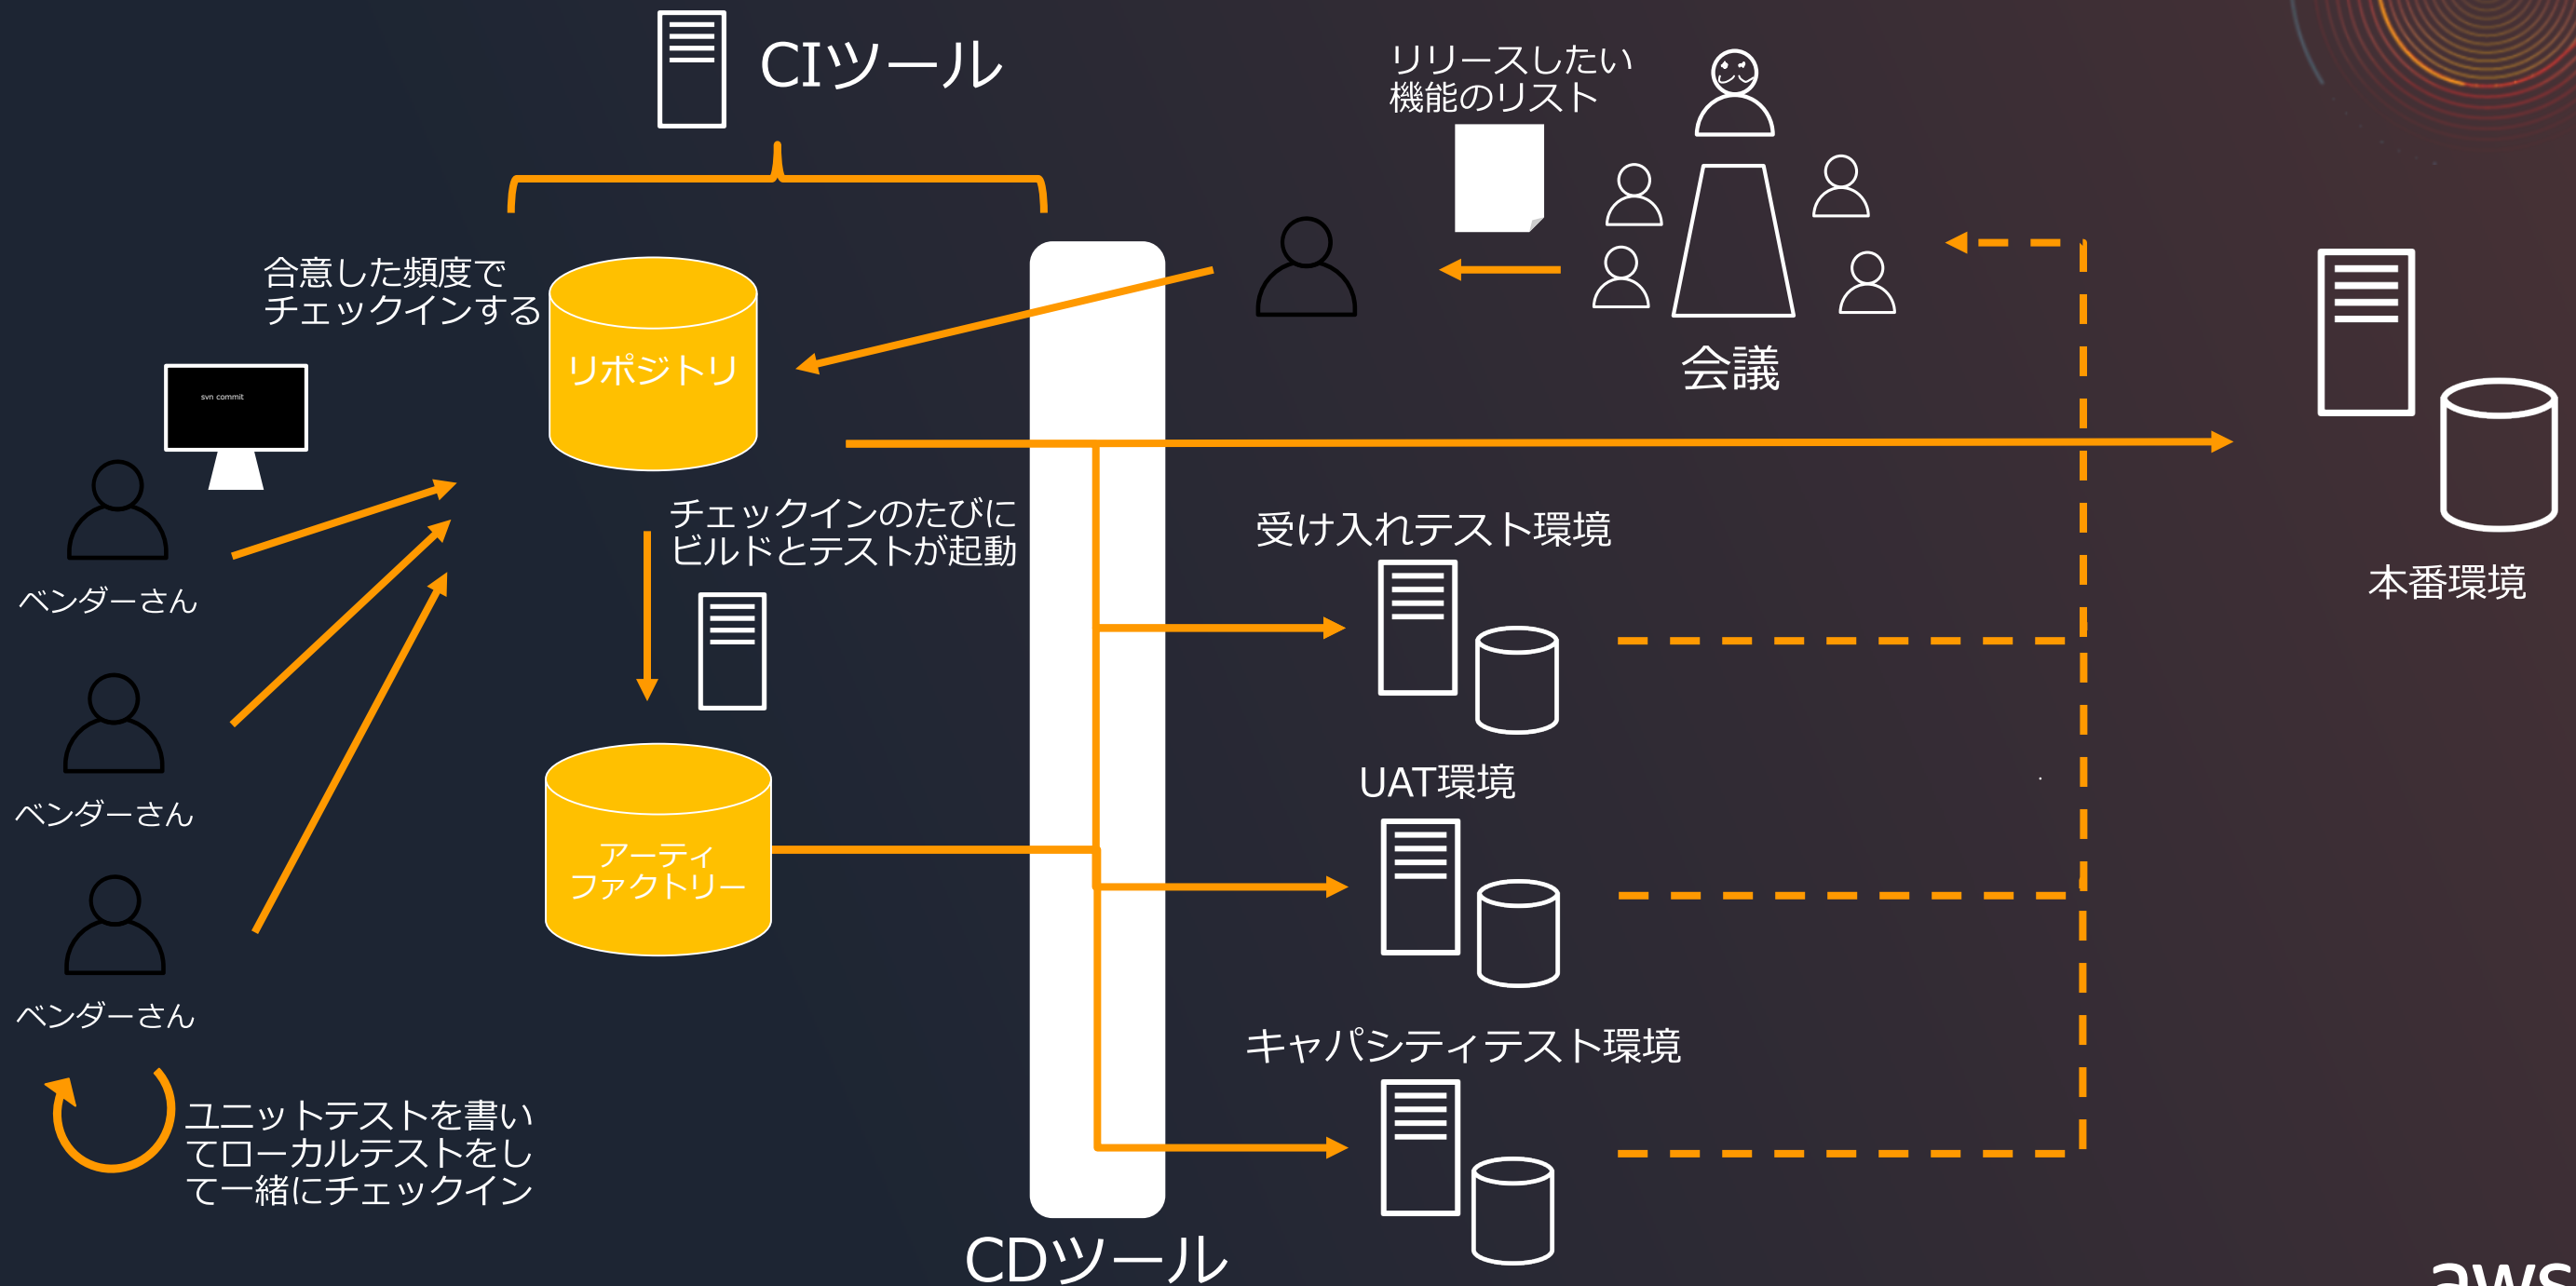 CIツール
リリースしたい
機能のリスト
合意した頻度で
チェックインする
リポジトリ
会議
svn commit
チェックインのたびに
ビルドとテストが起動
受け入れテスト環境
本番環境
ベンダーさん
UAT環境
ベンダーさん
アーティ
ファクトリー
ベンダーさん
キャパシティテスト環境
ユニットテストを書い
てローカルテストをし
て一緒にチェックイン
CDツール
aws